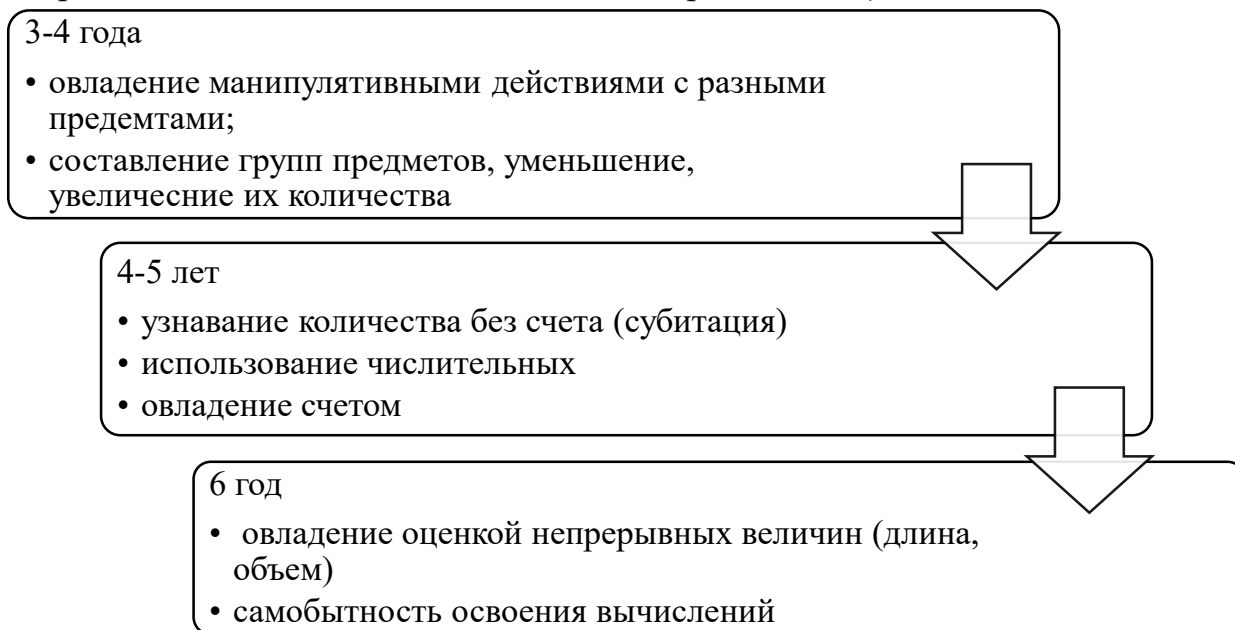 3-4 года
• овладение манипулятивными действиями с разными
предемтами;
• составление групп предметов, уменьшение,
увеличесние их количества
4-5 лет
• узнавание количества без счета (субитация)
• использование числительных
• овладение счетом
6 год
• овладение оценкой непрерывных величин (длина,
объем)
• самобытность освоения вычислений